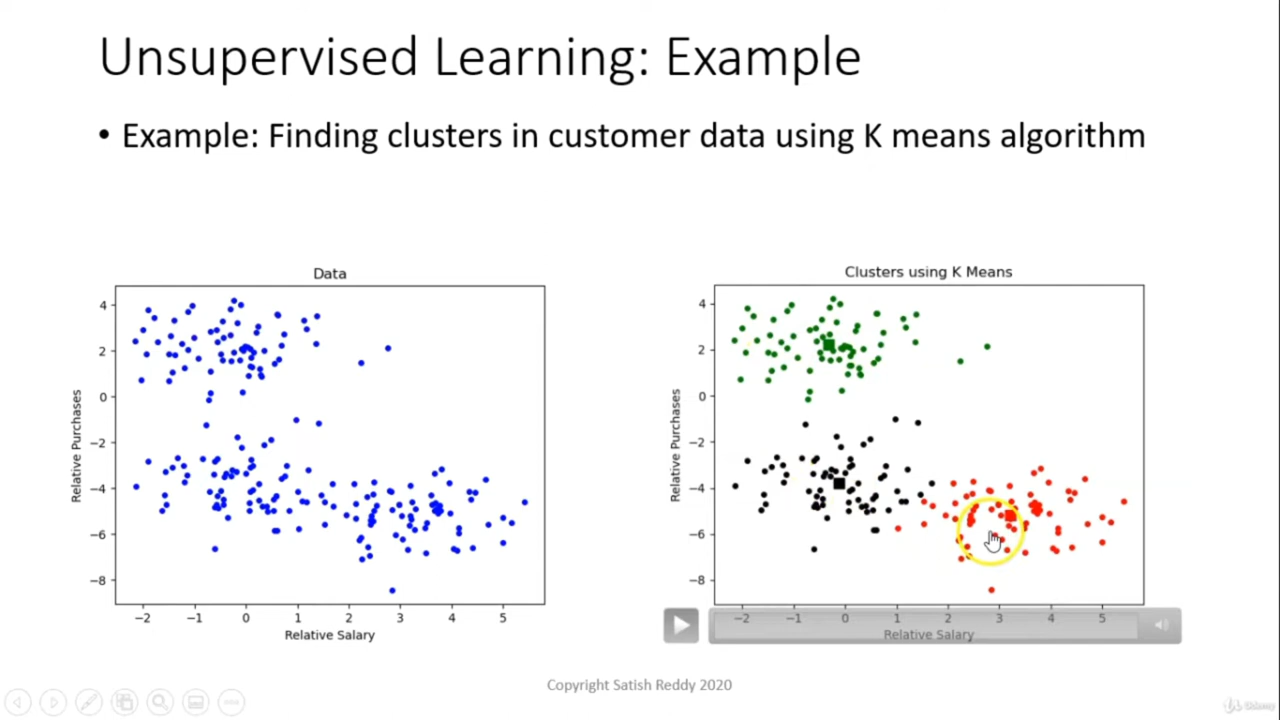 Unsupervised Learning: Example
• Example: Finding clusters in customer data using K means algorithm
Data
4
2
0
−2
−4
−6
−8
Relative Purchases
−2 −1 0 1 2 3 4 5
Relative Salary
Clusters using K Means
4
2
0
−2
−4
−6
−8
Relative Purchases
−2 −1 0 1 2 3 4 5
Relative Salary
Copyright Satish Reddy 2020
Udemy